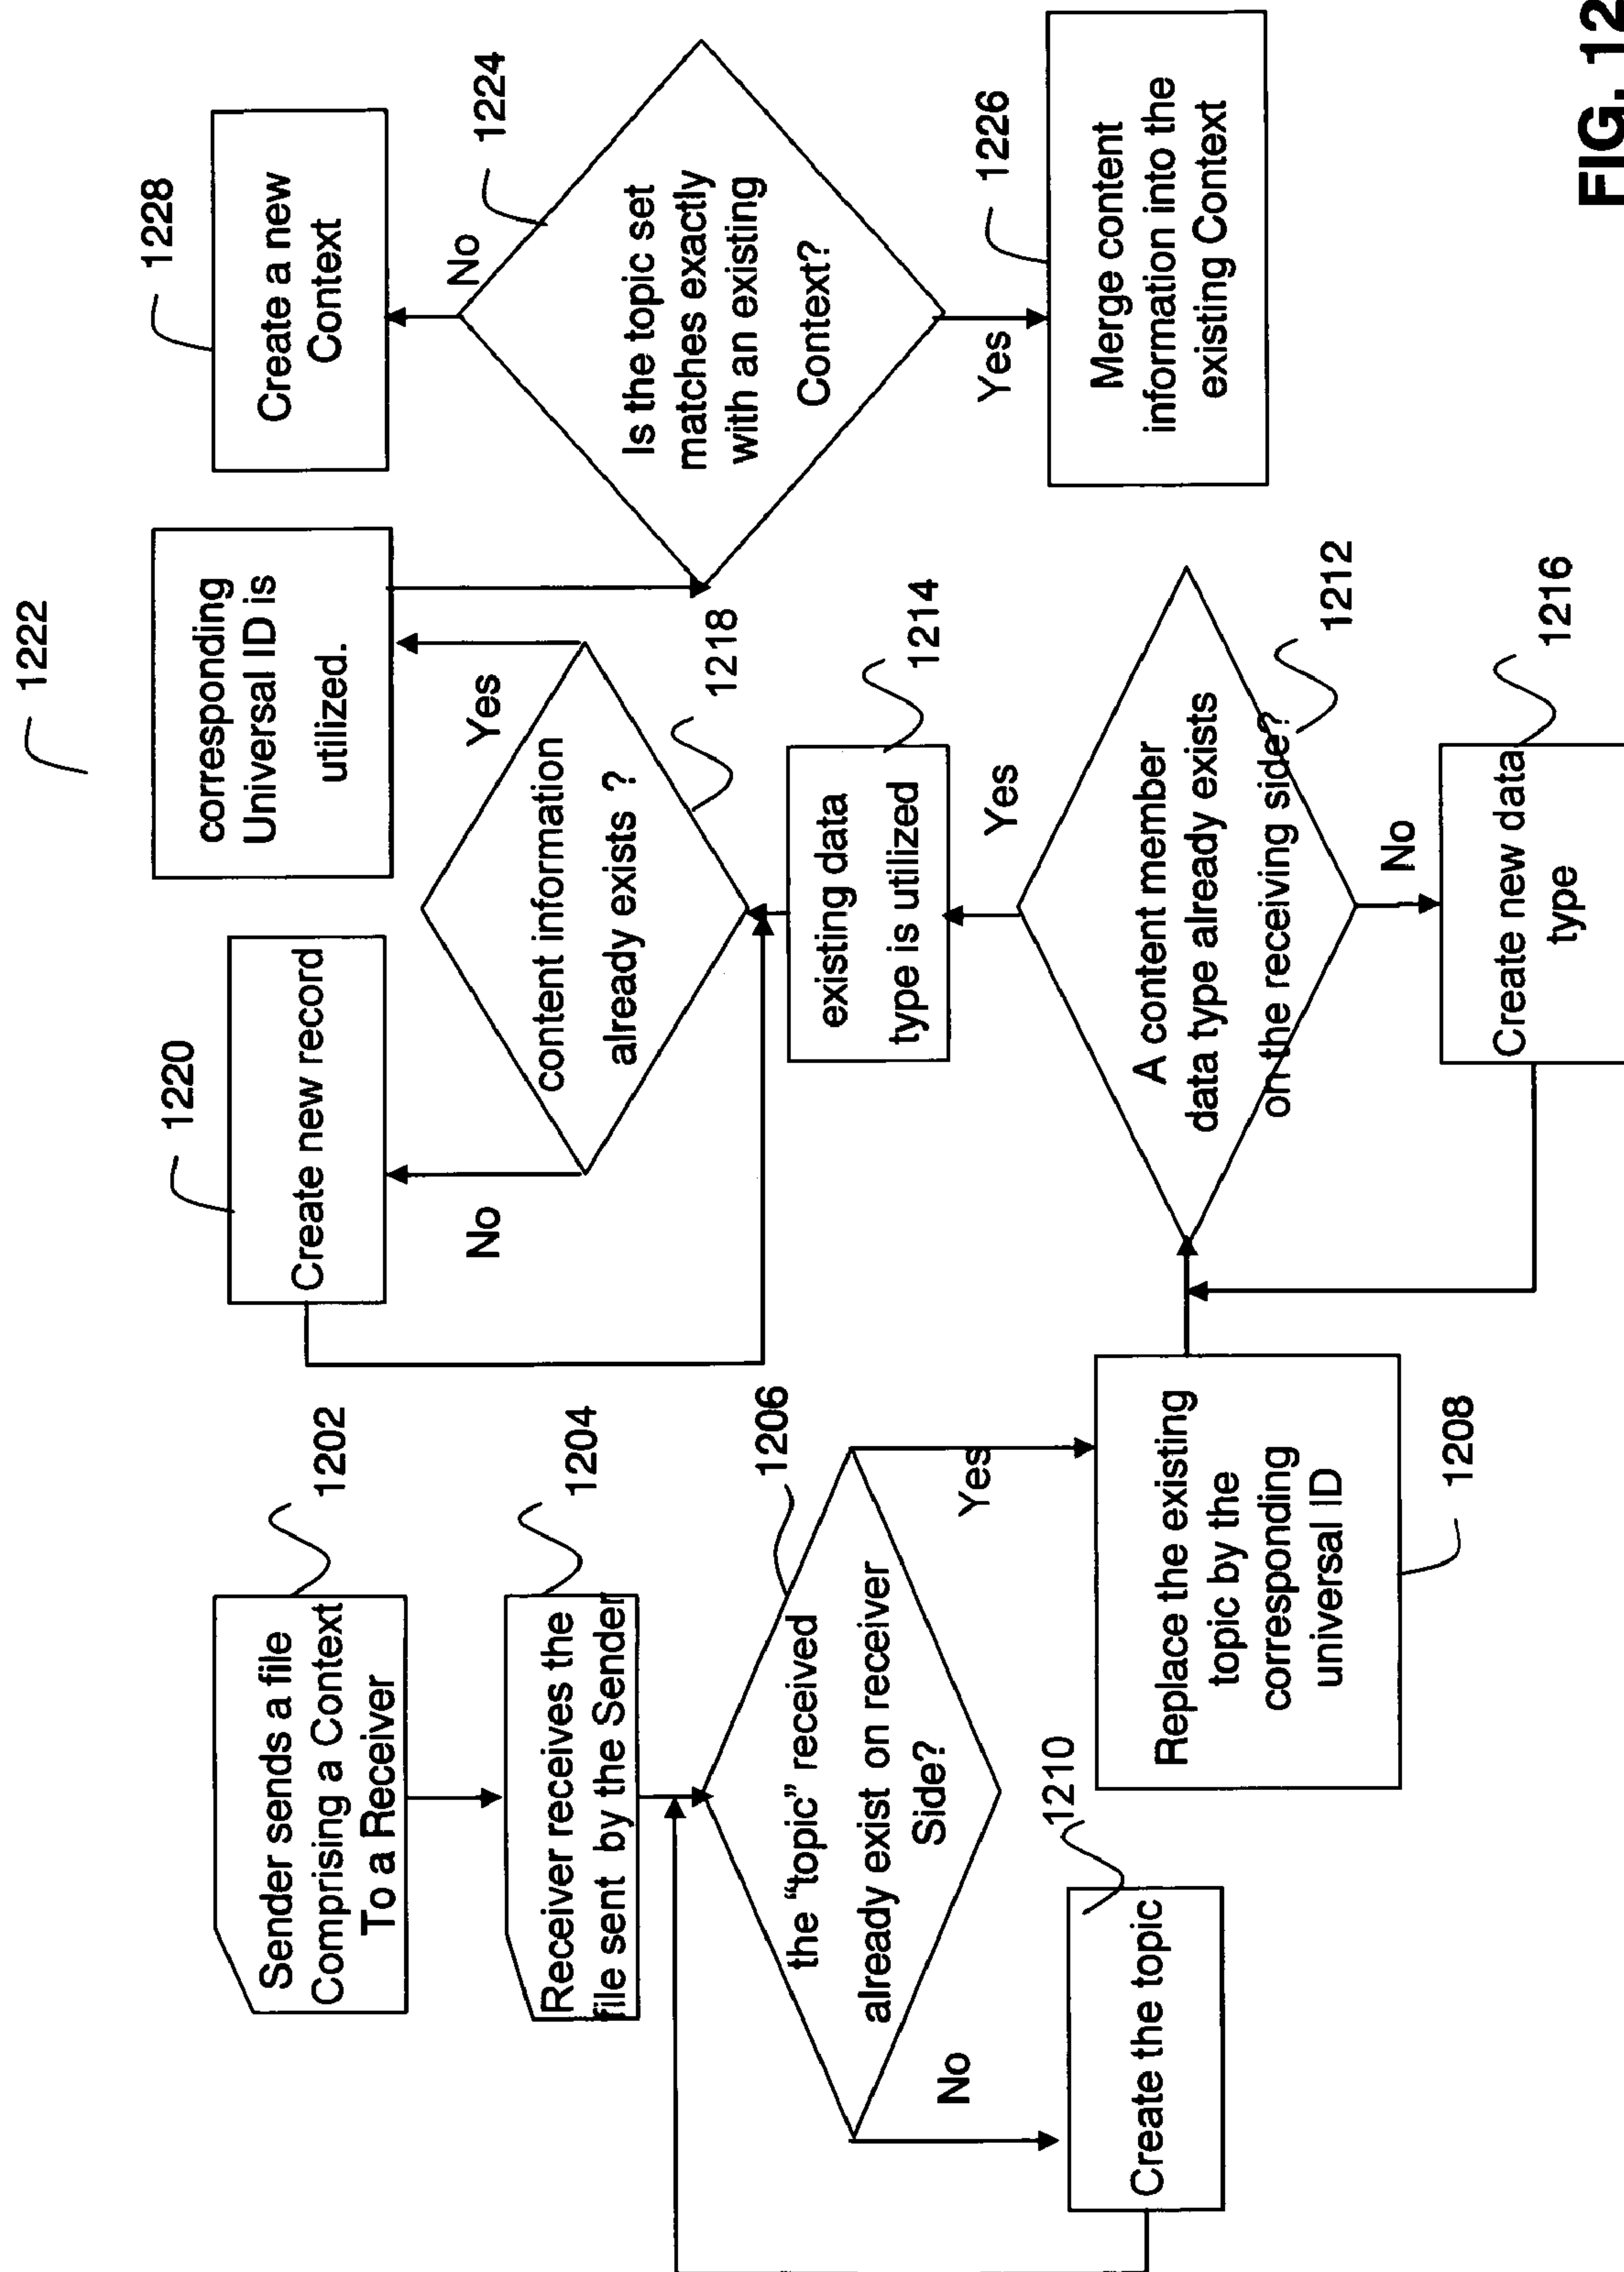 1202
Sender sends a file
Comprising a Context
To a Receiver
1204
Receiver receives the
file sent by the Sender
1206
the “topic” received
already exist on receiver
Side?
No
Yes
1210
Create the topic
Replace the existing
topic by the
corresponding
universal ID
1208
1220
Create new record
No
content information
already exists ?
Yes
1218
existing data
type is utilized
1214
Yes
A content member
data type already exists
on the receiving side?
1212
No
Create new data
type
1216
1222
corresponding
Universal ID is
utilized.
1228
Create a new
Context
No
1224
Is the topic set
matches exactly
with an existing
Context?
Yes
1226
Merge content
information into the
existing Context
FIG. 12